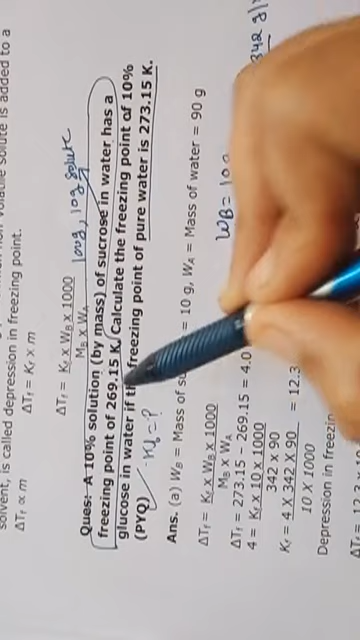 solvent, is called depression in freezing point.
ΔTf ∝ m
ΔTf = Kf x m
ΔTf = Kf x WB x 1000
MB x WA
100g, 10g solute
Ques: A 10% solution (by mass) of sucrose in water has a
freezing point of 269.15 K. Calculate the freezing point of 10%
glucose in water if the freezing point of pure water is 273.15 K.
(PYQ)
Kf = ?
Ans. (a) WB = Mass of = 10 g, WA = Mass of water = 90 g
WB = 10g
342 g/
ΔTf = Kf x WB x 1000
MB x WA
ΔTf = 273.15 - 269.15 = 4.0
4 = Kf x 10 x 1000
342 x 90
Kf = 4 X 342 X 90 = 12.3
10 X 1000
Depression in